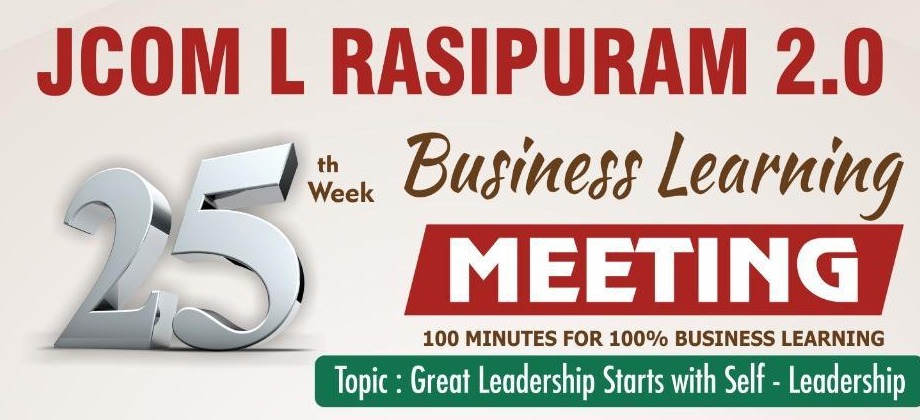 JCOM L RASIPURAM 2.0
25th Week
Business Learning
MEETING
100 MINUTES FOR 100% BUSINESS LEARNING
Topic : Great Leadership Starts with Self - Leadership